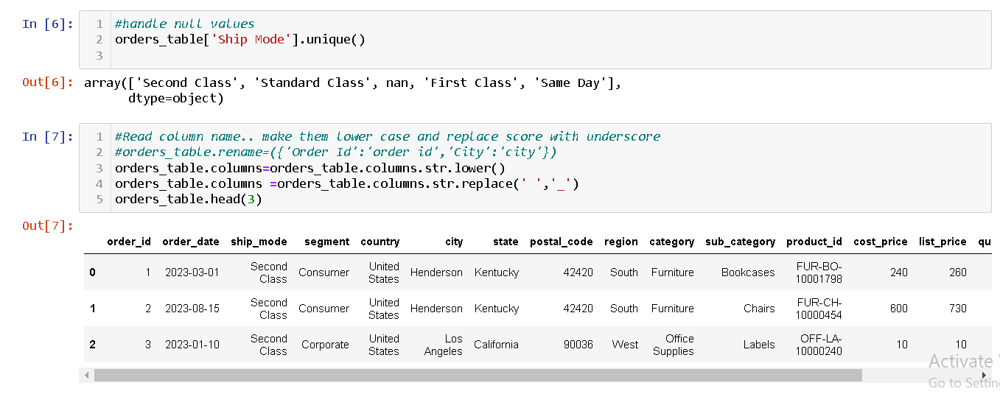 In [6]:
1 #handle null values
2 orders_table['Ship Mode'].unique()
3
Out[6]: array(['Second Class', 'Standard Class', nan, 'First Class', 'Same Day'],
dtype=object)
In [7]:
1 #Read column name.. make them lower case and replace score with underscore
2 #orders_table.rename=({'Order Id':'order id','City':'city'})
3 orders_table.columns=orders_table.columns.str.lower()
4 orders_table.columns =orders_table.columns.str.replace(' ','_')
5 orders_table.head(3)
Out[7]:
order_id order_date ship_mode segment country city state postal_code region category sub_category product_id cost_price list_price qu
0 1 2023-03-01 Second Class Consumer United States Henderson Kentucky 42420 South Furniture Bookcases FUR-BO-10001798 240 260
1 2 2023-08-15 Second Class Consumer United States Henderson Kentucky 42420 South Furniture Chairs FUR-CH-10000454 600 730
2 3 2023-01-10 Second Class Corporate United States Los Angeles California 90036 West Office Supplies Labels OFF-LA-10000240 10 10
Activate
Go to Settin